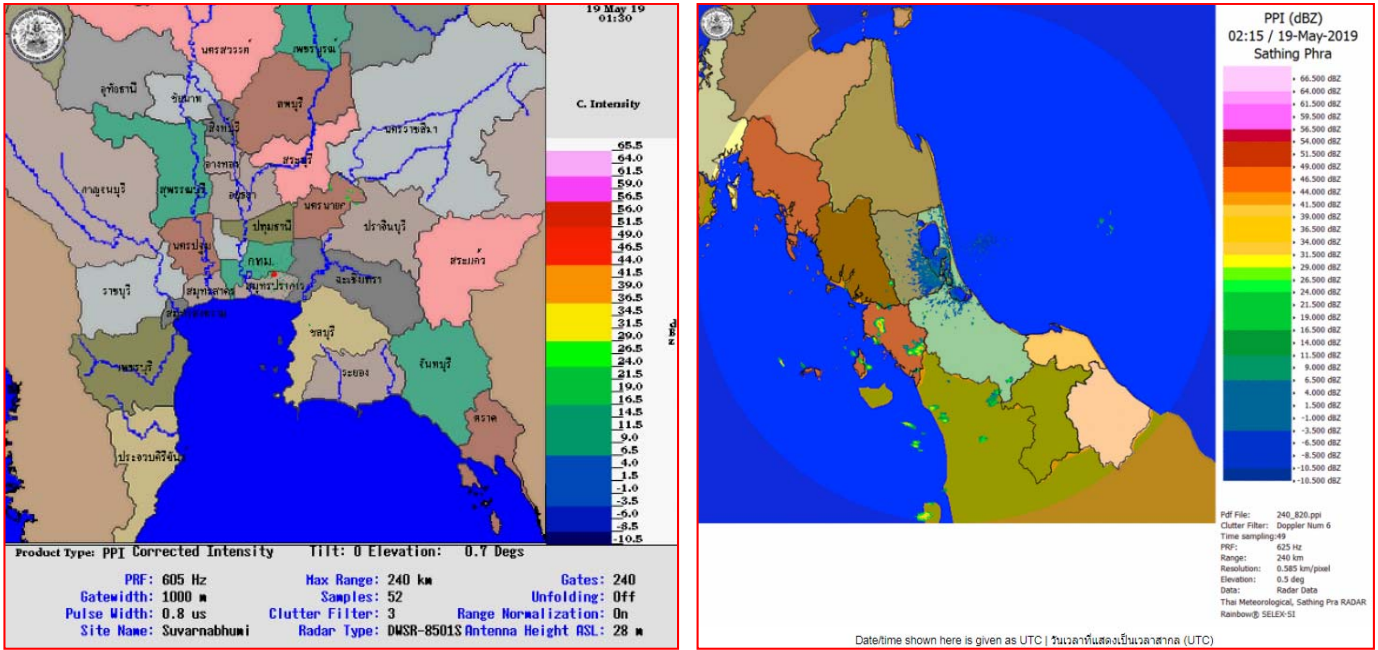 19 May 19
01:30
C. Intensity
65.5
64.0
61.5
59.0
56.5
56.0
51.5
49.0
46.5
44.0
41.5
39.0
36.5
34.5
31.5
29.0
26.5
24.0
21.5
19.0
16.5
14.5
11.5
9.0
6.5
4.0
1.5
-1.0
-3.5
-6.0
-8.5
-10.5
นครสวรรค์
เพชรบูรณ์
อุทัยธานี
ชัยนาท
ลพบุรี
สิงห์บุรี
นครราชสีมา
อ่างทอง
สระบุรี
กาญจนบุรี
สุพรรณบุรี
อยุธยา
นครนายก
ปทุมธานี
ปราจีนบุรี
นครปฐม
กทม.
สระแก้ว
ราชบุรี
สมุทรสาคร
สมุทรปราการ
ฉะเชิงเทรา
สมุทรสงคราม
ชลบุรี
เพชรบุรี
ระยอง
จันทบุรี
ตราด
ประจวบคีรีขันธ์
Product Type: PPI Corrected Intensity Tilt: 0 Elevation: 0.7 Degs
PRF: 605 Hz Max Range: 240 km Gates: 240
Gatewidth: 1000 m Samples: 52 Unfolding: Off
Pulse Width: 0.8 us Clutter Filter: 3 Range Normalization: On
Site Name: Suvarnabhumi Radar Type: DWSR-8501S Antenna Height ASL: 28 m
PPI (dBZ)
02:15 / 19-May-2019
Sathing Phra
66.500 dBZ
64.000 dBZ
61.500 dBZ
59.500 dBZ
56.500 dBZ
54.000 dBZ
51.500 dBZ
49.000 dBZ
46.500 dBZ
44.000 dBZ
41.500 dBZ
39.000 dBZ
36.500 dBZ
34.000 dBZ
31.500 dBZ
29.000 dBZ
26.500 dBZ
24.000 dBZ
21.500 dBZ
19.000 dBZ
16.500 dBZ
14.000 dBZ
11.500 dBZ
9.000 dBZ
6.500 dBZ
4.000 dBZ
1.500 dBZ
-3.500 dBZ
-6.500 dBZ
-8.500 dBZ
-10.500 dBZ
-10.500 dBZ
Pdf File: 240_820.ppi
Clutter Filter: Doppler Num 6
Time sampling:49
PRF: 625 Hz
Range: 240 km
Resolution: 0.585 km/pixel
Elevation: 0.5 deg
Data: Radar Data
Thai Meteorological, Sathing Pra RADAR
Rainbow® SELEX-SI
Date/time shown here is given as UTC | วันเวลาที่แสดงเป็นเวลาสากล (UTC)